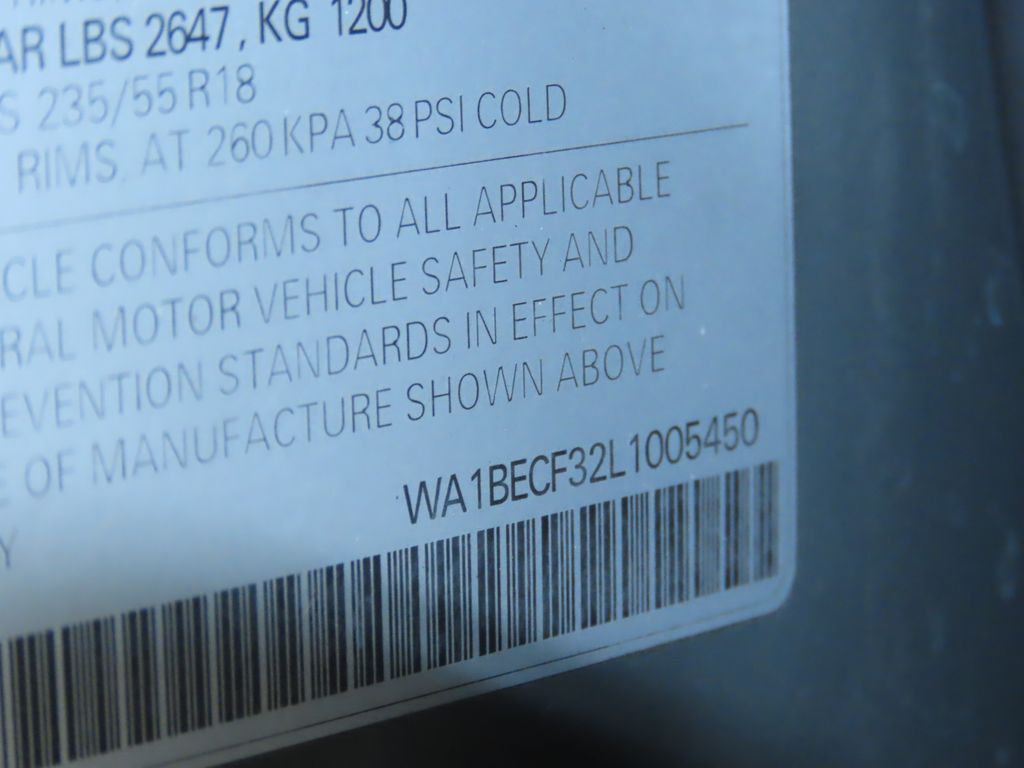 AR LBS 2647, KG 1200
S 235/55 R18
RIMS, AT 260 KPA 38 PSI COLD
CLE CONFORMS TO ALL APPLICABLE
RAL MOTOR VEHICLE SAFETY AND
EVENTION STANDARDS IN EFFECT ON
E OF MANUFACTURE SHOWN ABOVE
WA1BECF32L1005450
Y